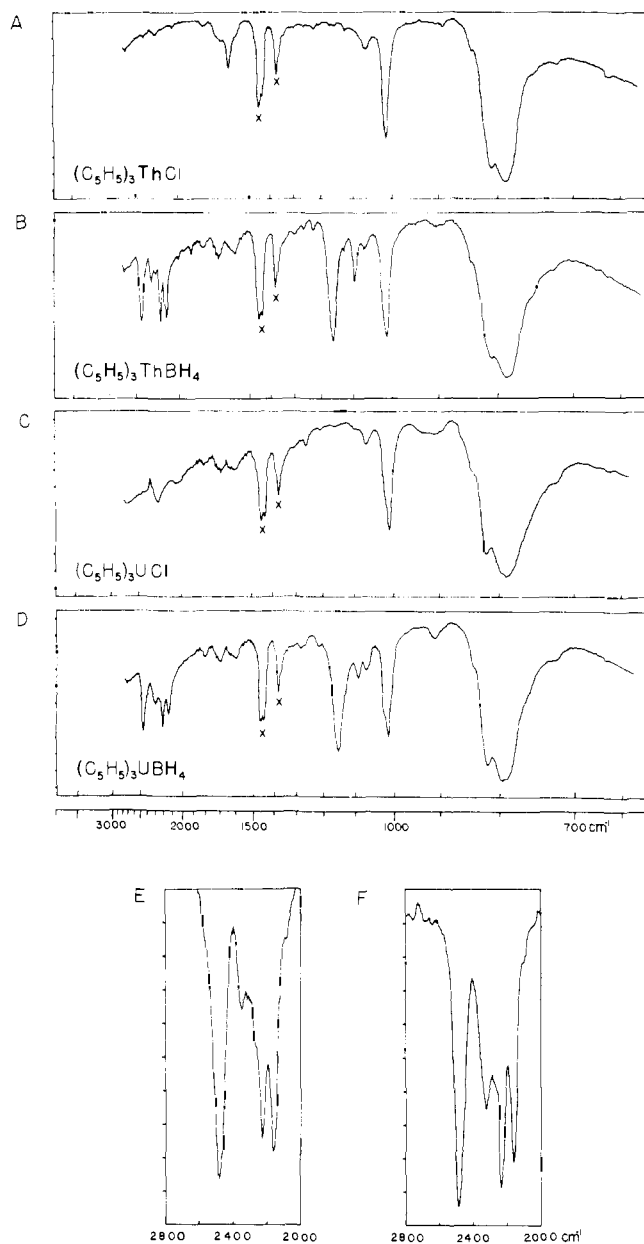 A
x
x
(C₅H₅)₃ThCl
B
x
x
(C₅H₅)₃ThBH₄
C
x
x
(C₅H₅)₃UCl
D
x
x
(C₅H₅)₃UBH₄
3000 2000 1500 1000 700 cm⁻¹
E F
2800 2400 2000 2800 2400 2000 cm⁻¹